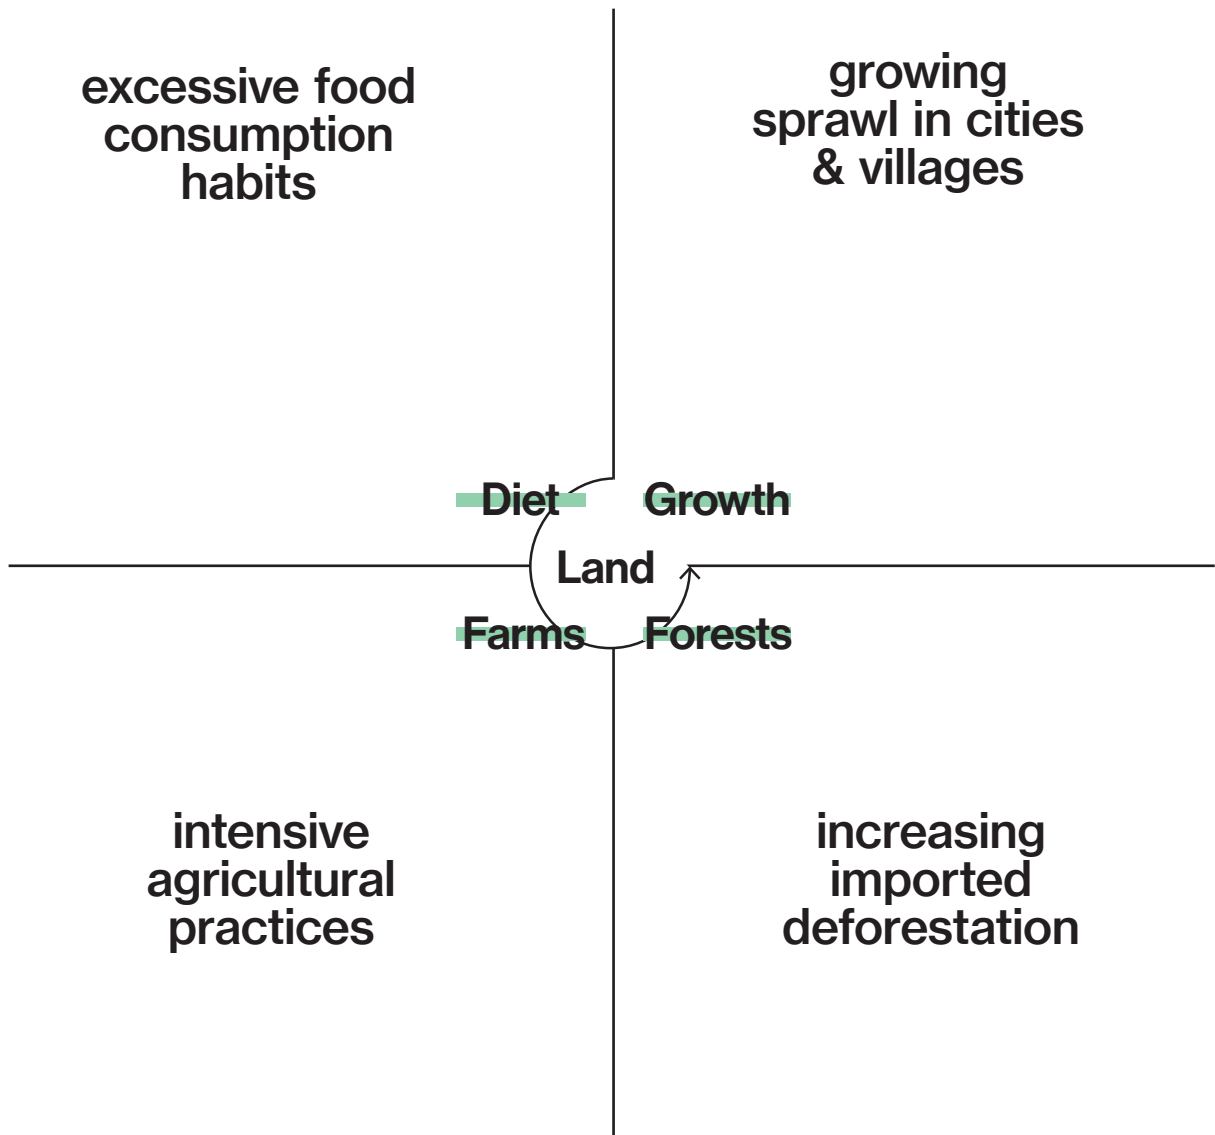 excessive food
consumption
habits
growing
sprawl in cities
& villages
Diet
Growth
Land
Farms
Forests
intensive
agricultural
practices
increasing
imported
deforestation